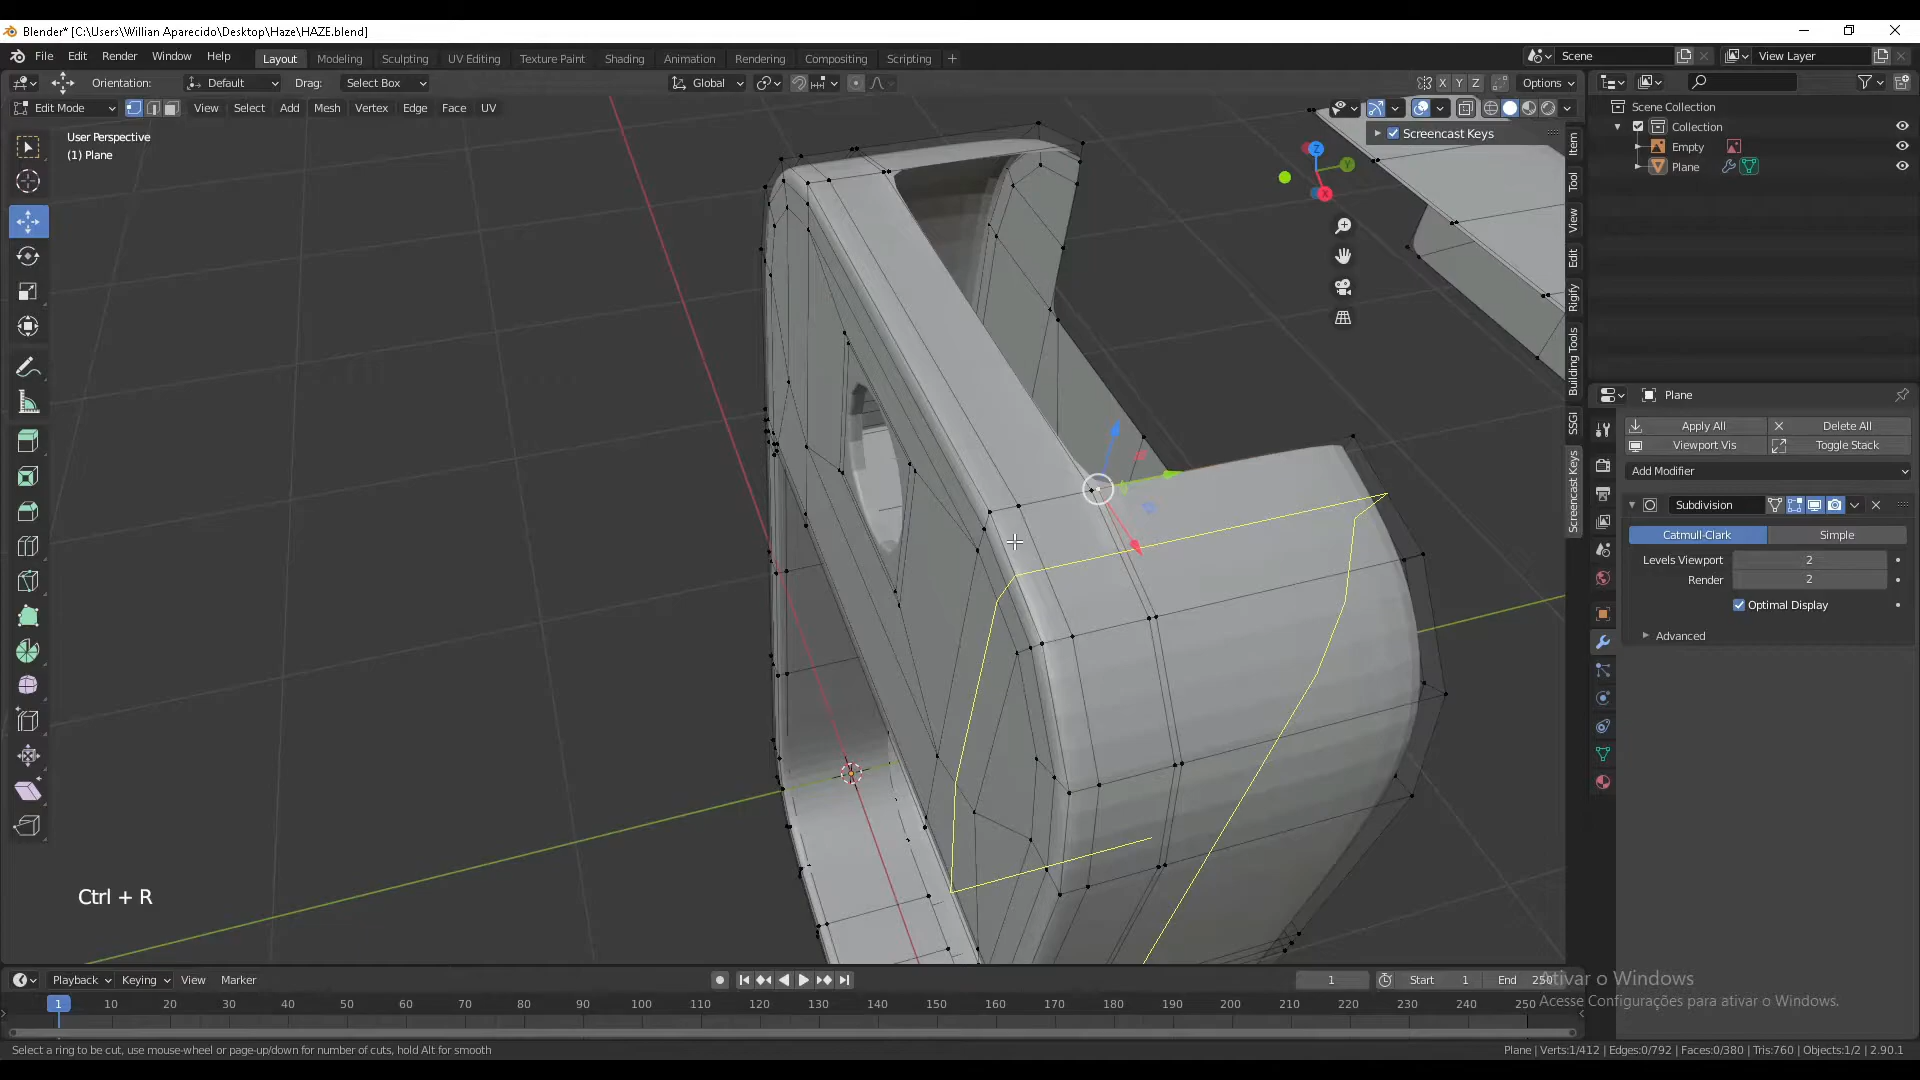 Blender* [C:\Users\Willian Aparecido\Desktop\Haze\HAZE.blend]
File Edit Render Window Help Layout Modeling Sculpting UV Editing Texture Paint Shading Animation Rendering Compositing Scripting + Scene View Layer
Orientation: Default Drag: Select Box Global X Y Z Options
Edit Mode View Select Add Mesh Vertex Edge Face UV
Scene Collection
Collection
Empty
Plane
User Perspective
(1) Plane
Screencast Keys
Z
Y
X
Item
Tool
View
Edit
Rigify
Building Tools
SSGI
Screencast Keys
Plane
Apply All Delete All
Viewport Vis Toggle Stack
Add Modifier
Subdivision
Catmull-Clark Simple
Levels Viewport 2
Render 2
Optimal Display
Advanced
Ctrl + R
Playback Keying View Marker 1 Start 1 End 250
1 10 20 30 40 50 60 70 80 90 100 110 120 130 140 150 160 170 180 190 200 210 220 230 240 250
Ativar o Windows
Acesse Configurações para ativar o Windows.
Select a ring to be cut, use mouse-wheel or page-up/down for number of cuts, hold Alt for smooth
Plane | Verts:1/412 | Edges:0/792 | Faces:0/380 | Tris:760 | Objects:1/2 | 2.90.1